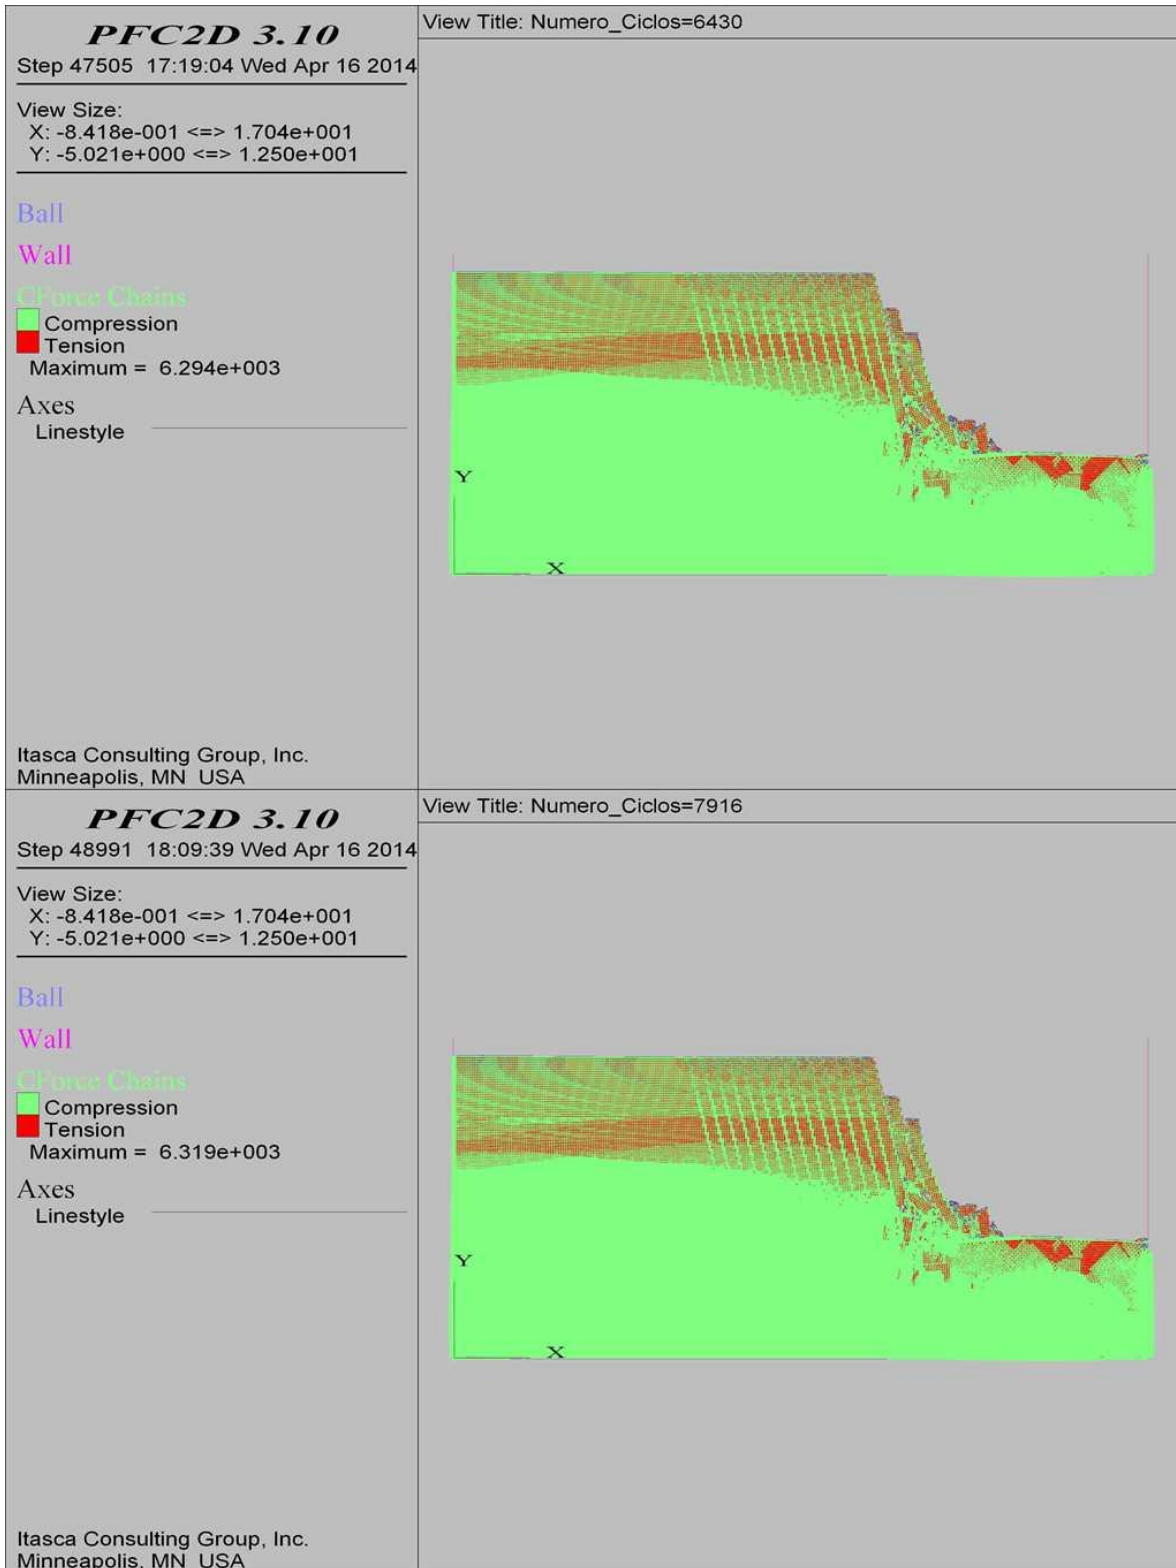 PFC2D 3.10
Step 47505 17:19:04 Wed Apr 16 2014
View Size:
X: -8.418e-001 <=> 1.704e+001
Y: -5.021e+000 <=> 1.250e+001
Ball
Wall
CForce Chains
Compression
Tension
Maximum = 6.294e+003
Axes
Linestyle
Itasca Consulting Group, Inc.
Minneapolis, MN USA
View Title: Numero_Ciclos=6430
Y
X
PFC2D 3.10
Step 48991 18:09:39 Wed Apr 16 2014
View Size:
X: -8.418e-001 <=> 1.704e+001
Y: -5.021e+000 <=> 1.250e+001
Ball
Wall
CForce Chains
Compression
Tension
Maximum = 6.319e+003
Axes
Linestyle
Itasca Consulting Group, Inc.
Minneapolis, MN USA
View Title: Numero_Ciclos=7916
Y
X